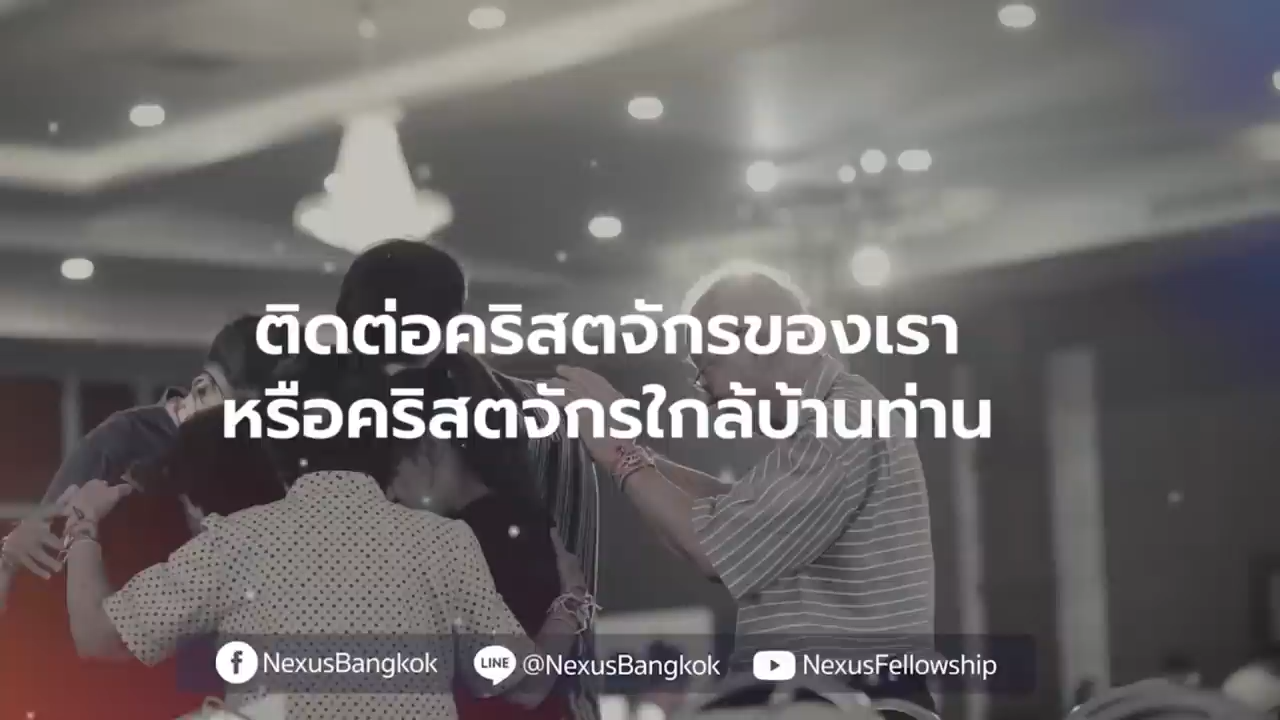 ติดต่อคริสตจักรของเรา
หรือคริสตจักรใกล้บ้านท่าน
NexusBangkok LINE @NexusBangkok NexusFellowship